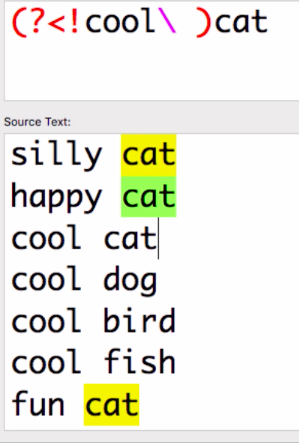 (?<!cool\ )cat
Source Text:
silly cat
happy cat
cool cat
cool dog
cool bird
cool fish
fun cat